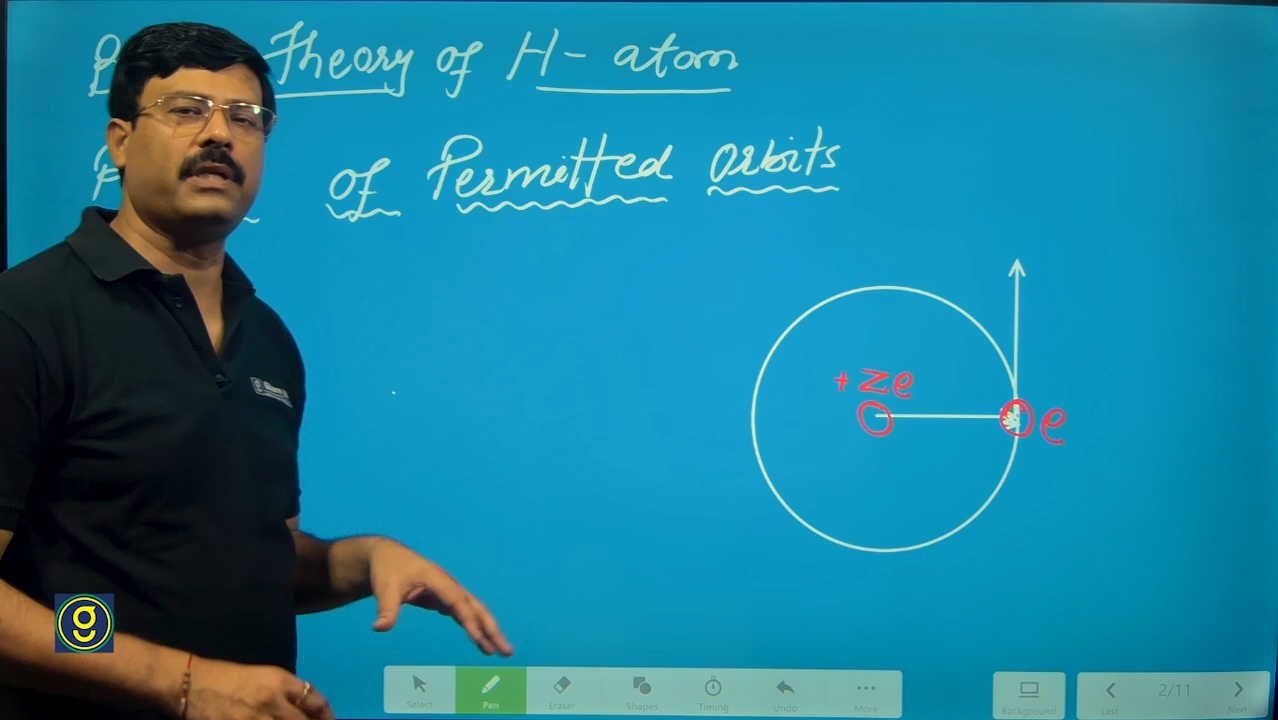 Theory of H- atom
of Permitted orbits
+ze
e
g
Select Pen Eraser Shapes Timing Undo More Background Last 2/11 Next